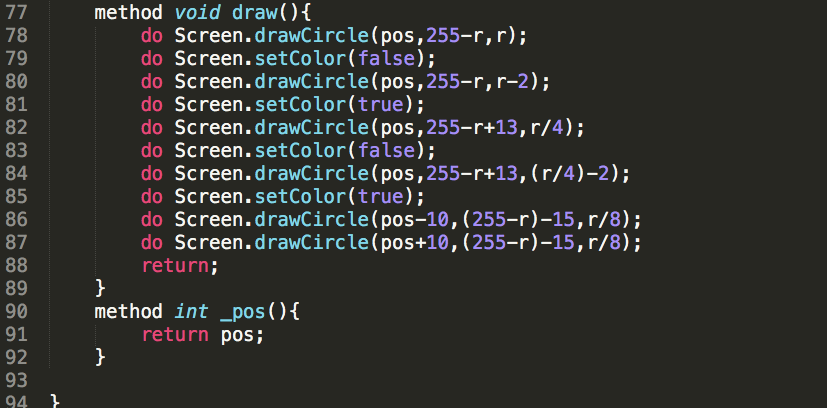 77 method void draw(){
78 do Screen.drawCircle(pos,255-r,r);
79 do Screen.setColor(false);
80 do Screen.drawCircle(pos,255-r,r-2);
81 do Screen.setColor(true);
82 do Screen.drawCircle(pos,255-r+13,r/4);
83 do Screen.setColor(false);
84 do Screen.drawCircle(pos,255-r+13,(r/4)-2);
85 do Screen.setColor(true);
86 do Screen.drawCircle(pos-10,(255-r)-15,r/8);
87 do Screen.drawCircle(pos+10,(255-r)-15,r/8);
88 return;
89 }
90 method int _pos(){
91 return pos;
92 }
93
94 }